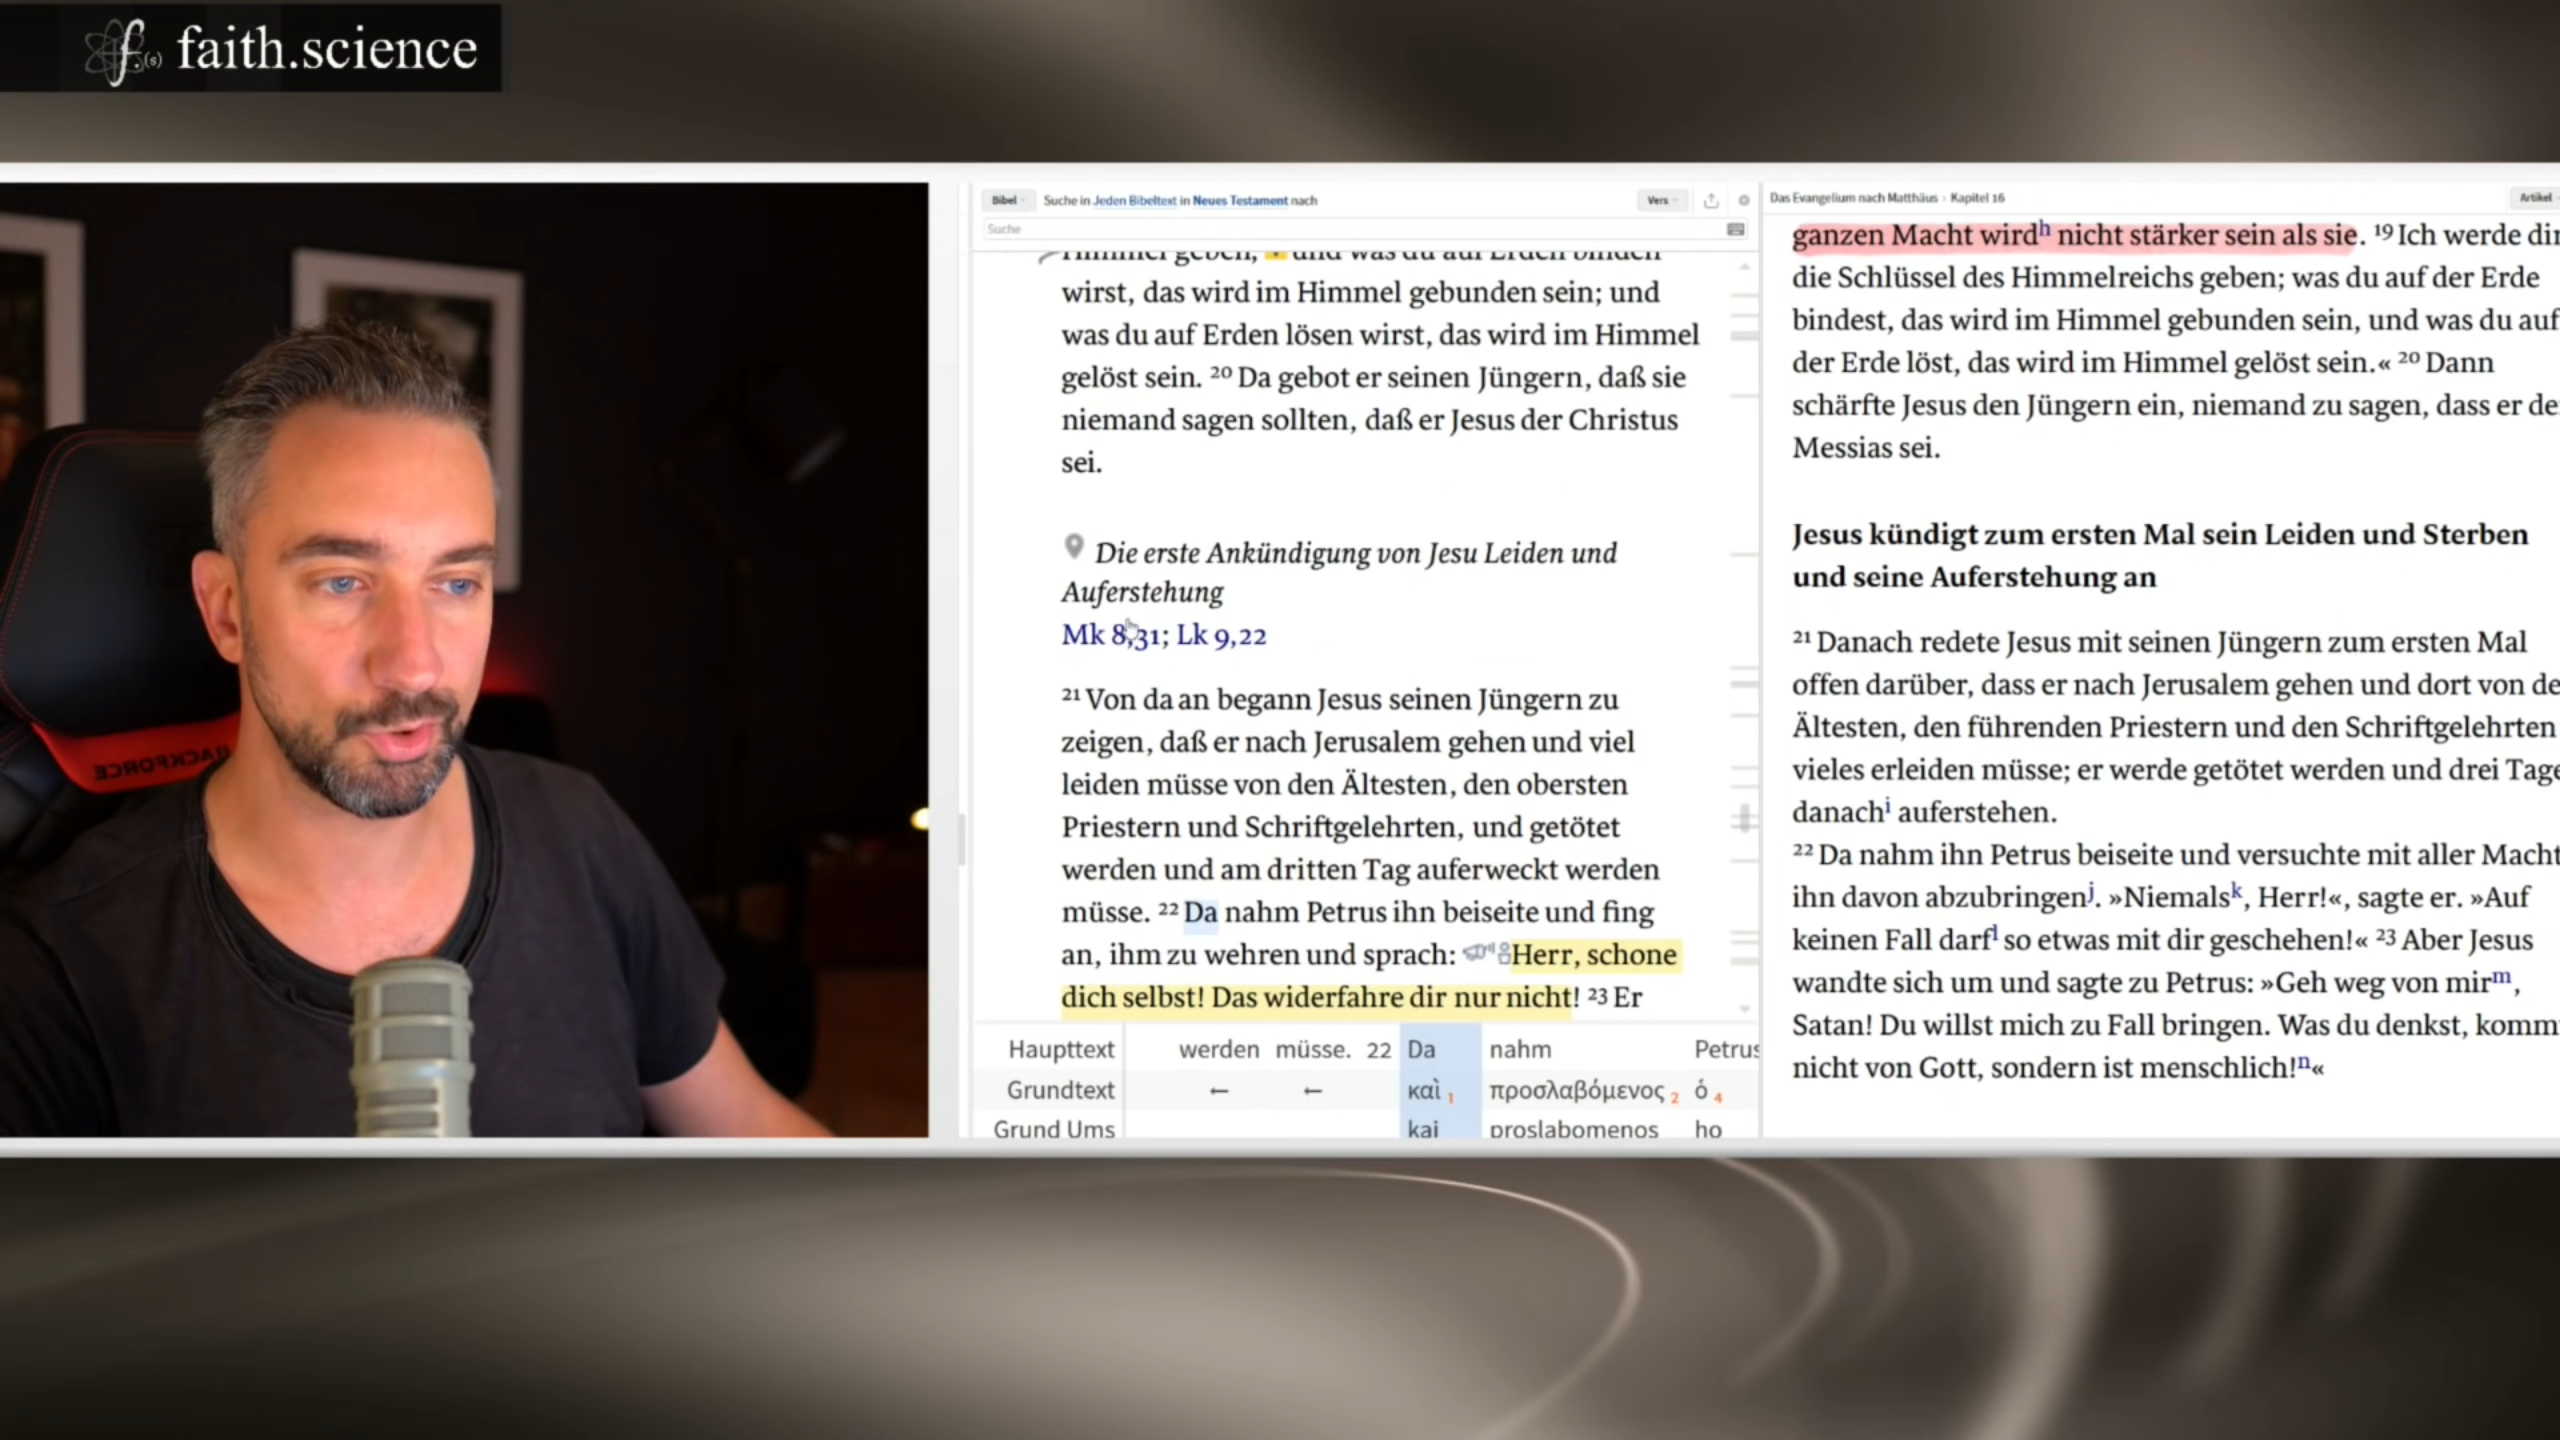 faith.science
Bibel
Suche in Jeden Bibeltext in Neues Testament nach
Vers
Suche
Himmel geben, und was du auf Erden binden
wirst, das wird im Himmel gebunden sein; und
was du auf Erden lösen wirst, das wird im Himmel
gelöst sein. 20 Da gebot er seinen Jüngern, daß sie
niemand sagen sollten, daß er Jesus der Christus
sei.
Die erste Ankündigung von Jesu Leiden und
Auferstehung
Mk 8,31; Lk 9,22
21 Von da an begann Jesus seinen Jüngern zu
zeigen, daß er nach Jerusalem gehen und viel
leiden müsse von den Ältesten, den obersten
Priestern und Schriftgelehrten, und getötet
werden und am dritten Tag auferweckt werden
müsse. 22 Da nahm Petrus ihn beiseite und fing
an, ihm zu wehren und sprach: Herr, schone
dich selbst! Das widerfahre dir nur nicht! 23 Er
Haupttext werden müsse. 22 Da nahm Petrus
Grundtext ← ← καὶ 1 προσλαβόμενος 2 ὁ 4
Grund Ums kai proslabomenos ho
Das Evangelium nach Matthäus › Kapitel 16
Artikel
ganzen Macht wird h nicht stärker sein als sie. 19 Ich werde dir
die Schlüssel des Himmelreichs geben; was du auf der Erde
bindest, das wird im Himmel gebunden sein, und was du auf
der Erde löst, das wird im Himmel gelöst sein.« 20 Dann
schärfte Jesus den Jüngern ein, niemand zu sagen, dass er de
Messias sei.
Jesus kündigt zum ersten Mal sein Leiden und Sterben
und seine Auferstehung an
21 Danach redete Jesus mit seinen Jüngern zum ersten Mal
offen darüber, dass er nach Jerusalem gehen und dort von de
Ältesten, den führenden Priestern und den Schriftgelehrten
vieles erleiden müsse; er werde getötet werden und drei Tage
danach i auferstehen.
22 Da nahm ihn Petrus beiseite und versuchte mit aller Macht
ihn davon abzubringen j. »Niemals k, Herr!«, sagte er. »Auf
keinen Fall darf l so etwas mit dir geschehen!« 23 Aber Jesus
wandte sich um und sagte zu Petrus: »Geh weg von mir m,
Satan! Du willst mich zu Fall bringen. Was du denkst, komm
nicht von Gott, sondern ist menschlich! n«
BACKFORCE